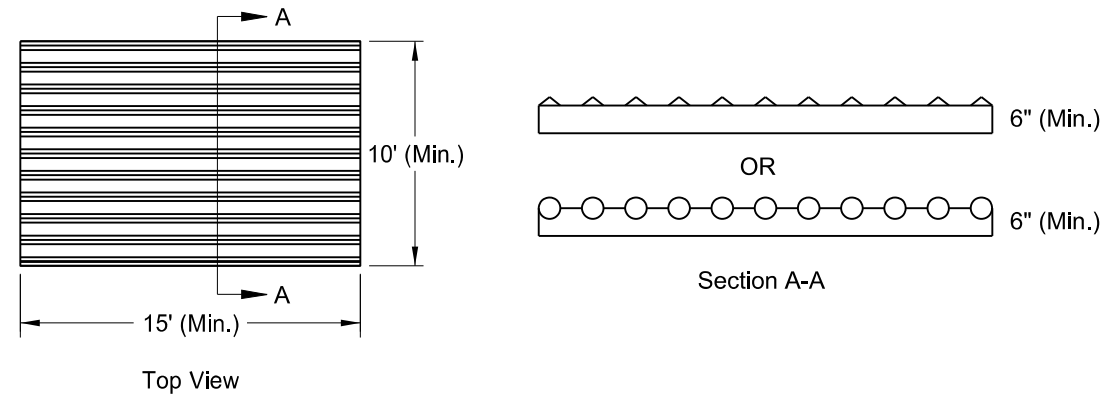 A
10' (Min.)
A
15' (Min.)
Top View
6" (Min.)
OR
6" (Min.)
Section A-A